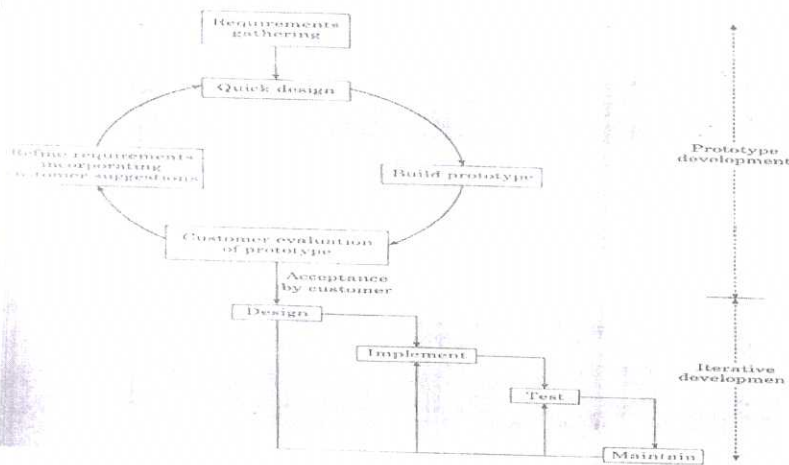 Requirements
gathering
Quick design
Refine requirements
incorporating
customer suggestions
Build prototype
Customer evaluation
of prototype
Acceptance
by customer
Design
Implement
Test
Maintain
Prototype
development
Iterative
developmen